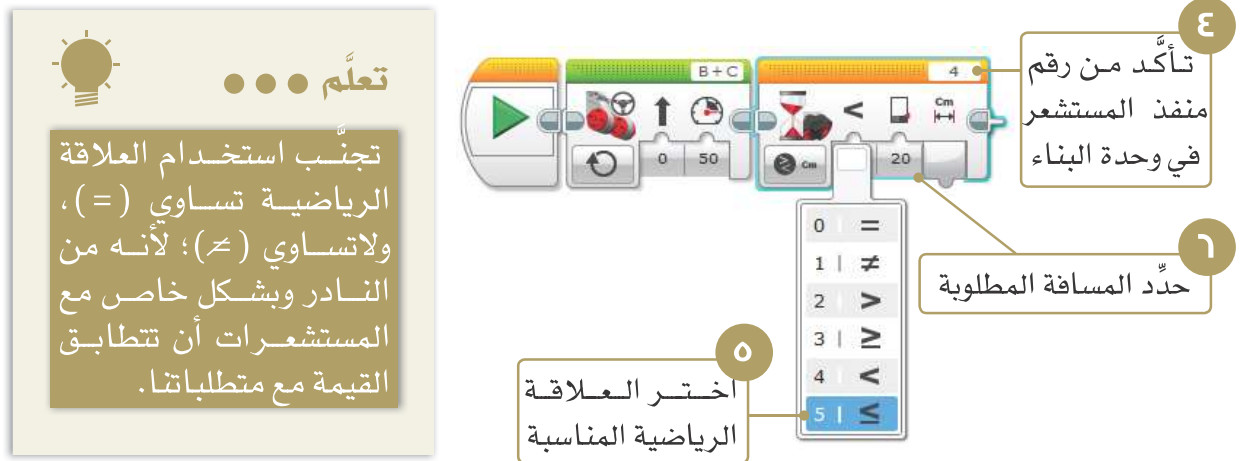 تعلَّم
تجنَّب استخدام العلاقة
الرياضية تساوي (=)،
ولاتساوي (≠)؛ لأنه من
النادر وبشكل خاص مع
المستشعرات أن تتطابق
القيمة مع متطلباتنا.
٤
تأكَّد من رقم
منفذ المستشعر
في وحدة البناء
B+C
4
<
Cm
0
50
Cm
20
0 | =
1 | ≠
2 | >
3 | ≥
4 | <
5 | ≤
٥
اختر العلاقة
الرياضية المناسبة
٦
حدِّد المسافة المطلوبة